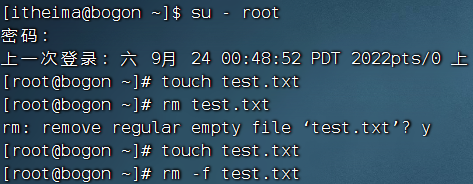 [itheima@bogon ~]$ su - root
密码：
上一次登录：六 9月 24 00:48:52 PDT 2022pts/0 上
[root@bogon ~]# touch test.txt
[root@bogon ~]# rm test.txt
rm: remove regular empty file ‘test.txt’? y
[root@bogon ~]# touch test.txt
[root@bogon ~]# rm -f test.txt